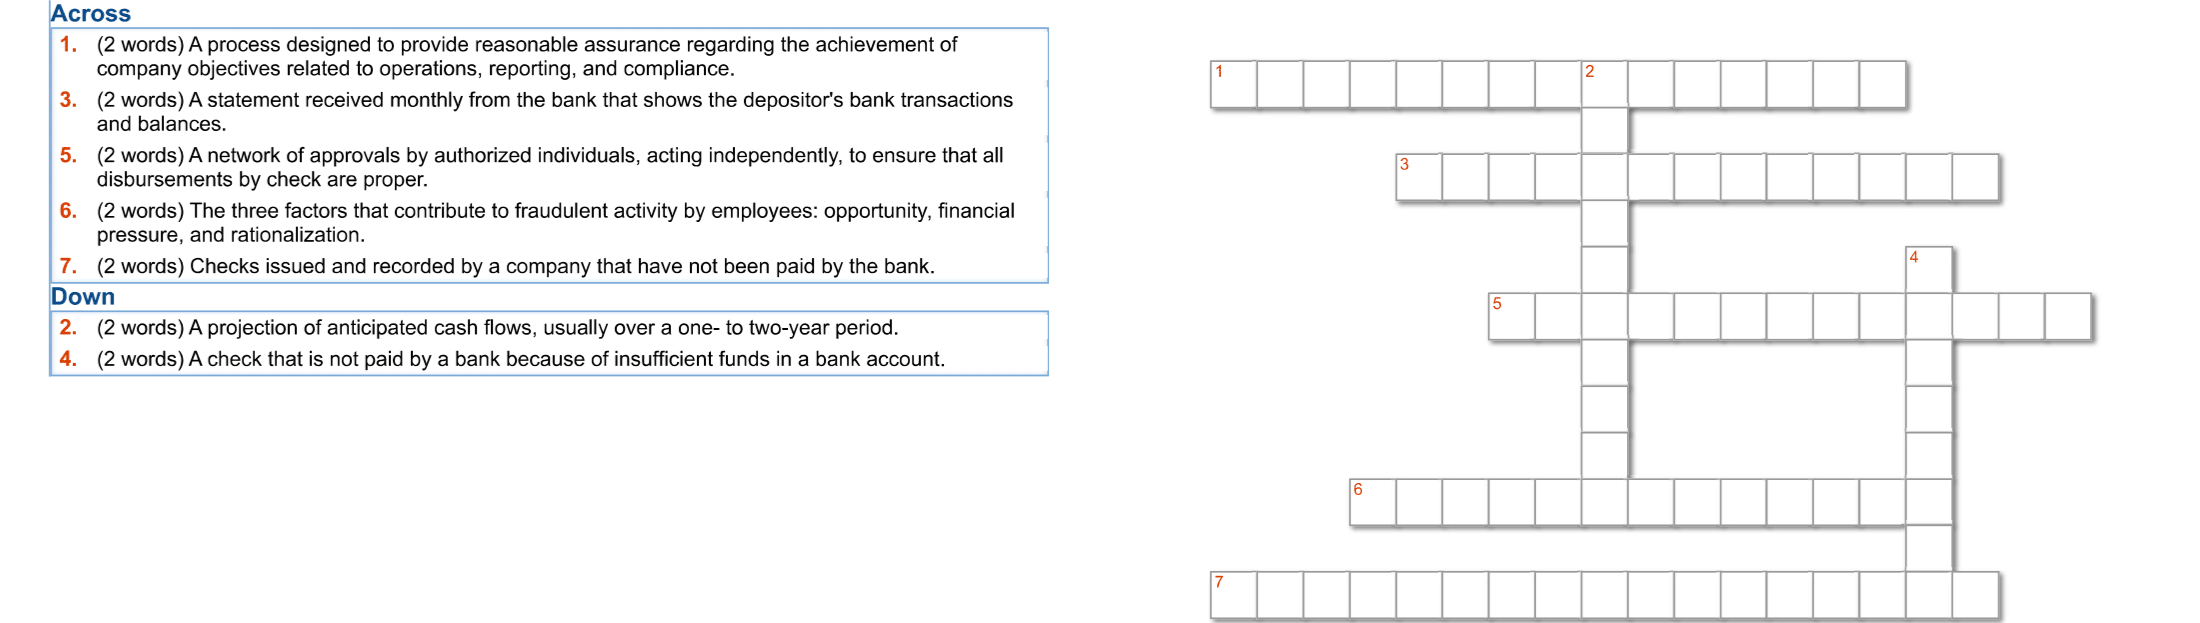 Across
1. (2 words) A process designed to provide reasonable assurance regarding the achievement of
company objectives related to operations, reporting, and compliance.
3. (2 words) A statement received monthly from the bank that shows the depositor's bank transactions
and balances.
5. (2 words) A network of approvals by authorized individuals, acting independently, to ensure that all
disbursements by check are proper.
6. (2 words) The three factors that contribute to fraudulent activity by employees: opportunity, financial
pressure, and rationalization.
7. (2 words) Checks issued and recorded by a company that have not been paid by the bank.
Down
2. (2 words) A projection of anticipated cash flows, usually over a one- to two-year period.
4. (2 words) A check that is not paid by a bank because of insufficient funds in a bank account.
1 2
3
4
5
6
7